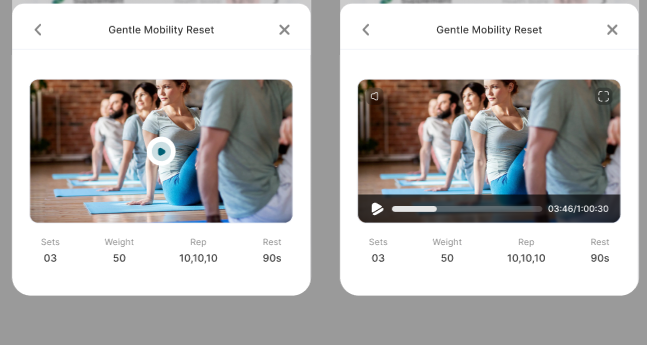 Gentle Mobility Reset
Sets Weight Rep Rest
03 50 10,10,10 90s
Gentle Mobility Reset
03:46/1:00:30
Sets Weight Rep Rest
03 50 10,10,10 90s